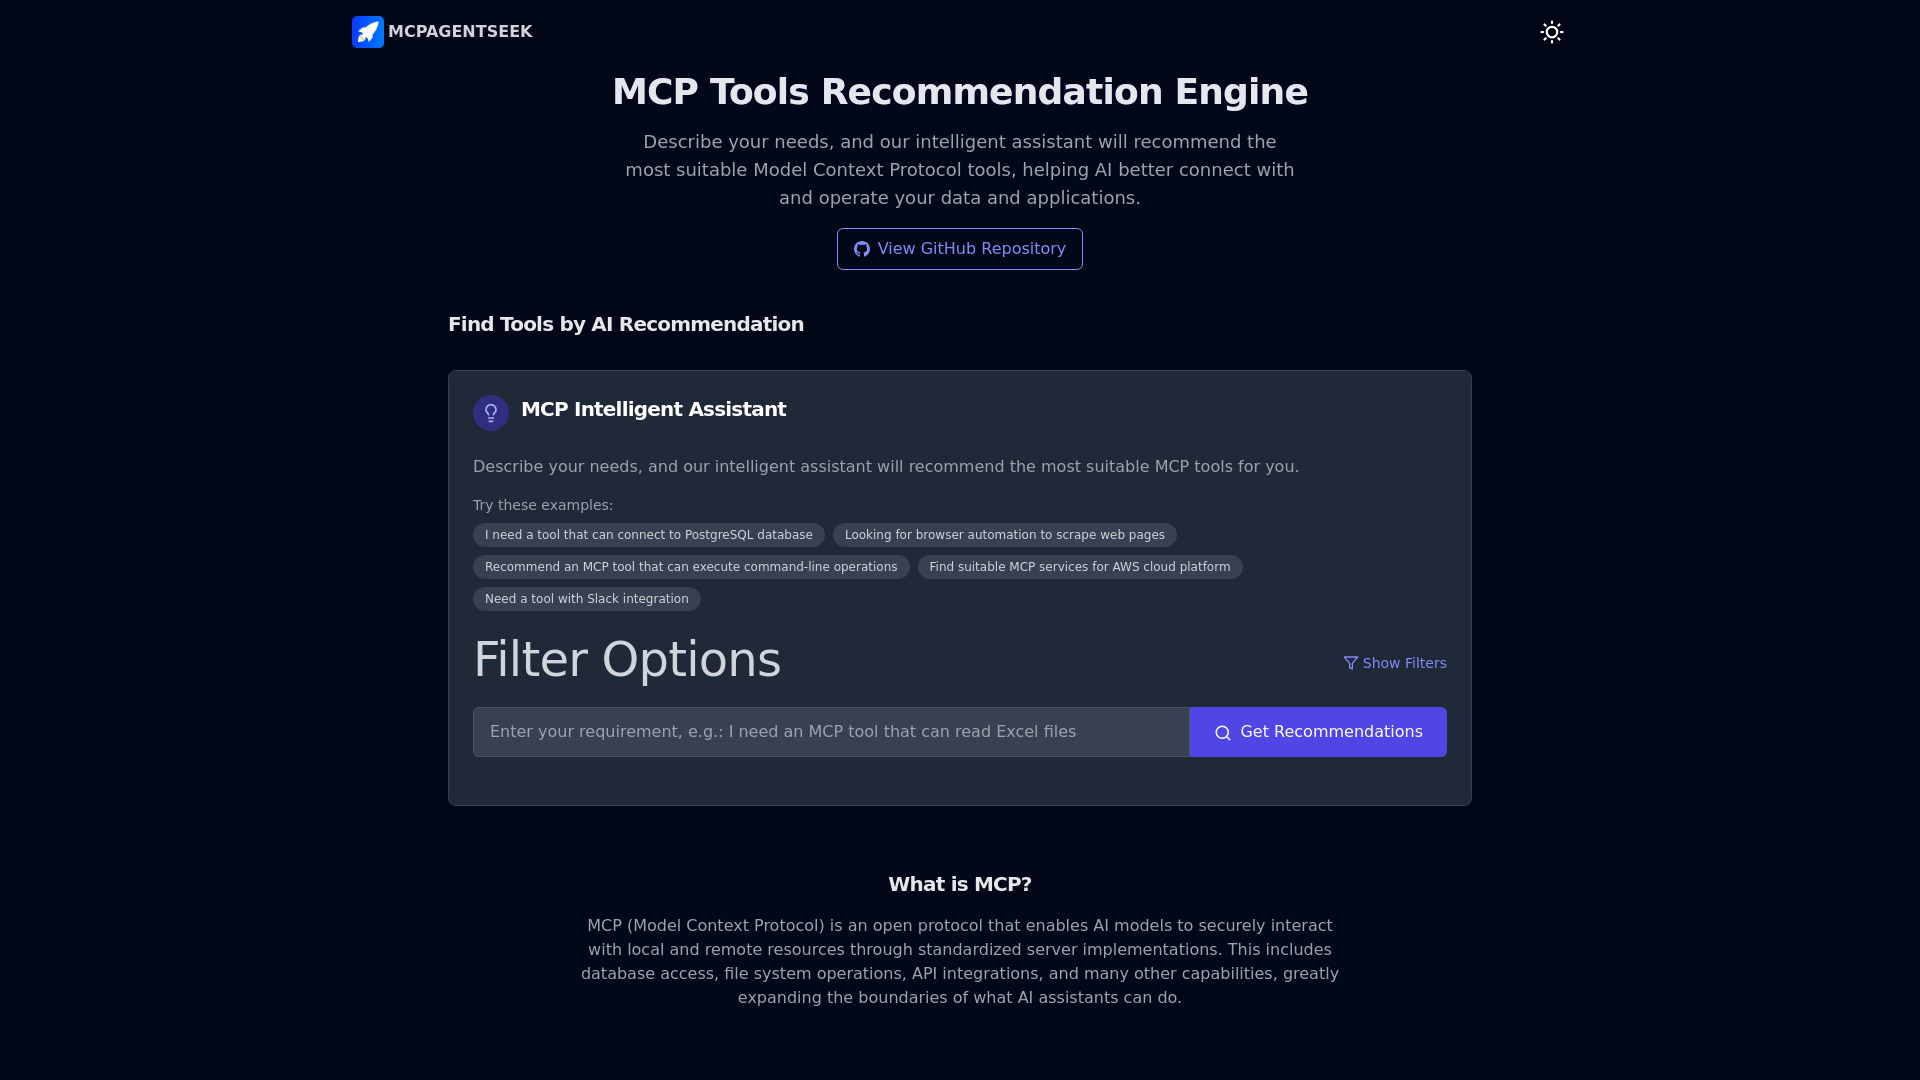 MCPAGENTSEEK
MCP Tools Recommendation Engine
Describe your needs, and our intelligent assistant will recommend the
most suitable Model Context Protocol tools, helping AI better connect with
and operate your data and applications.
View GitHub Repository
Find Tools by AI Recommendation
MCP Intelligent Assistant
Describe your needs, and our intelligent assistant will recommend the most suitable MCP tools for you.
Try these examples:
I need a tool that can connect to PostgreSQL database
Looking for browser automation to scrape web pages
Recommend an MCP tool that can execute command-line operations
Find suitable MCP services for AWS cloud platform
Need a tool with Slack integration
Filter Options
Show Filters
Enter your requirement, e.g.: I need an MCP tool that can read Excel files
Get Recommendations
What is MCP?
MCP (Model Context Protocol) is an open protocol that enables AI models to securely interact
with local and remote resources through standardized server implementations. This includes
database access, file system operations, API integrations, and many other capabilities, greatly
expanding the boundaries of what AI assistants can do.